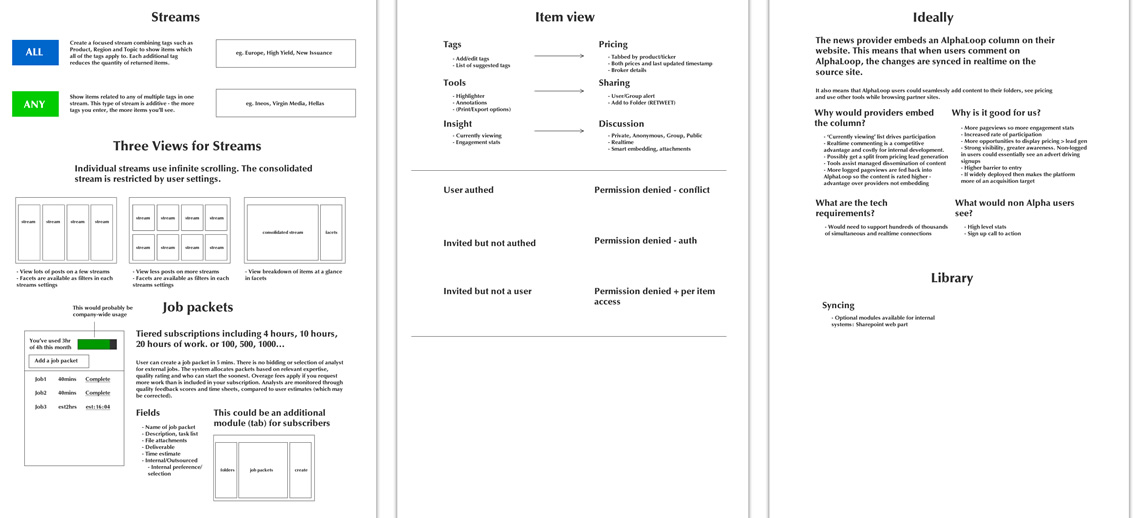 Streams
ALL
Create a focused stream combining tags such as
Product, Region and Topic to show items which
all of the tags apply to. Each additional tag
reduces the quantity of returned items.
eg. Europe, High Yield, New Issuance
ANY
Show items related to any of multiple tags in one
stream. This type of stream is additive - the more
tags you enter, the more items you'll see.
eg. Ineos, Virgin Media, Hellas
Three Views for Streams
Individual streams use infinite scrolling. The consolidated
stream is restricted by user settings.
stream stream stream stream
stream stream stream stream
stream stream stream stream
consolidated stream facets
- View lots of posts on a few streams
- Facets are available as filters in each
streams settings
- View less posts on more streams
- Facets are available as filters in each
streams settings
- View breakdown of items at a glance
in facets
Job packets
This would probably be
company-wide usage
You've used 3hr
of 4h this month
Add a job packet
Job1 40mins Complete
Job2 40mins Complete
Job3 est2hrs est:16:04
Tiered subscriptions including 4 hours, 10 hours,
20 hours of work. or 100, 500, 1000...
User can create a job packet in 5 mins. There is no bidding or selection of analyst
for external jobs. The system allocates packets based on relevant expertise,
quality rating and who can start the soonest. Overage fees apply if you request
more work than is included in your subscription. Analysts are monitored through
quality feedback scores and time sheets, compared to user estimates (which may
be corrected).
Fields
- Name of job packet
- Description, task list
- File attachments
- Deliverable
- Time estimate
- Internal/Outsourced
- Internal preference/
selection
This could be an additional
module (tab) for subscribers
folders job packets create
Item view
Tags
- Add/edit tags
- List of suggested tags
Pricing
- Tabbed by product/ticker
- Both prices and last updated timestamp
- Broker details
Tools
- Highlighter
- Annotations
- (Print/Export options)
Sharing
- User/Group alert
- Add to Folder (RETWEET)
Insight
- Currently viewing
- Engagement stats
Discussion
- Private, Anonymous, Group, Public
- Realtime
- Smart embedding, attachments
User authed
Permission denied - conflict
Invited but not authed
Permission denied - auth
Invited but not a user
Permission denied + per item
access
Ideally
The news provider embeds an AlphaLoop column on their
website. This means that when users comment on
AlphaLoop, the changes are synced in realtime on the
source site.
It also means that AlphaLoop users could seamlessly add content to their folders, see pricing
and use other tools while browsing partner sites.
Why would providers embed
the column?
- 'Currently viewing' list drives participation
- Realtime commenting is a competitive
advantage and costly for internal development.
- Possibly get a split from pricing lead generation
- Tools assist managed dissemination of content
- More logged pageviews are fed back into
AlphaLoop so the content is rated higher -
advantage over providers not embedding
Why is it good for us?
- More pageviews so more engagement stats
- Increased rate of participation
- More opportunities to display pricing > lead gen
- Strong visibility, greater awareness. Non-logged
in users could essentially see an advert driving
signups
- Higher barrier to entry
- If widely deployed then makes the platform
more of an acquisition target
What are the tech
requirements?
- Would need to support hundreds of thousands
of simultaneous and realtime connections
What would non Alpha users
see?
- High level stats
- Sign up call to action
Library
Syncing
- Optional modules available for internal
systems: Sharepoint web part